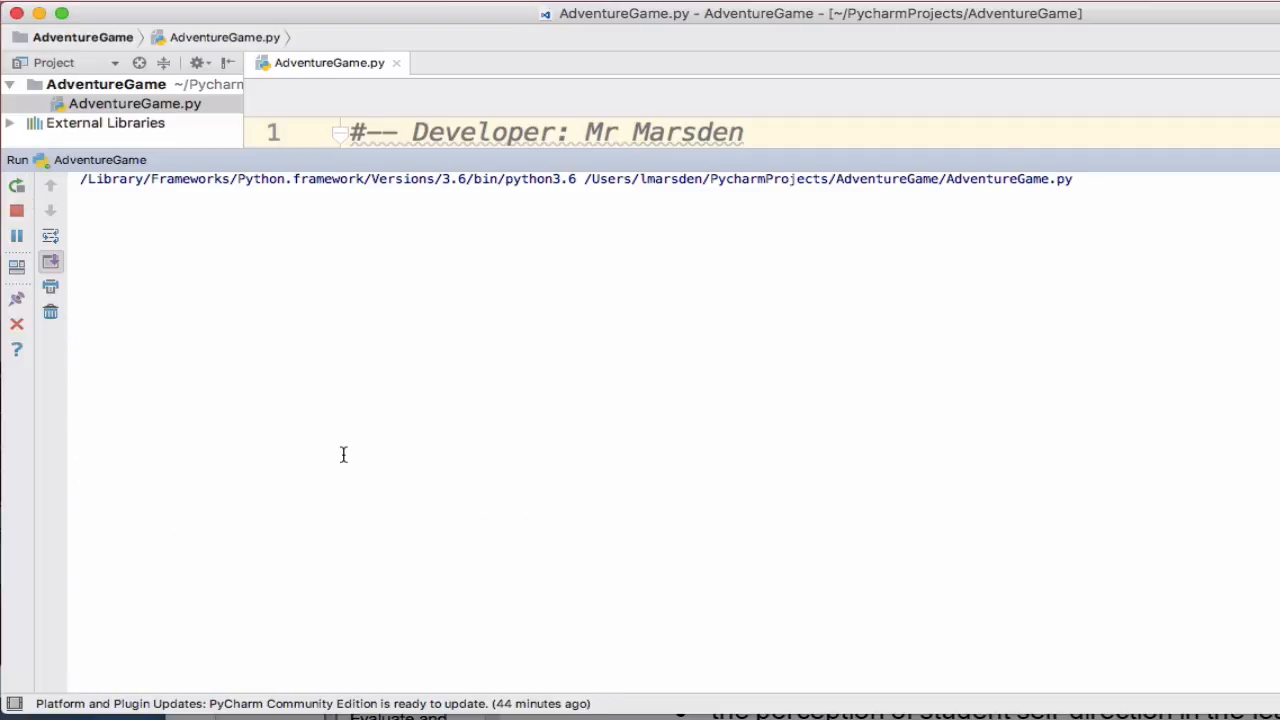 AdventureGame.py - AdventureGame - [~/PycharmProjects/AdventureGame]
AdventureGame AdventureGame.py
Project AdventureGame.py
AdventureGame ~/Pycharm
AdventureGame.py
External Libraries
1 #-- Developer: Mr Marsden
Run AdventureGame
/Library/Frameworks/Python.framework/Versions/3.6/bin/python3.6 /Users/lmarsden/PycharmProjects/AdventureGame/AdventureGame.py
Platform and Plugin Updates: PyCharm Community Edition is ready to update. (44 minutes ago)
Evaluate and the perception of student self-direction in the